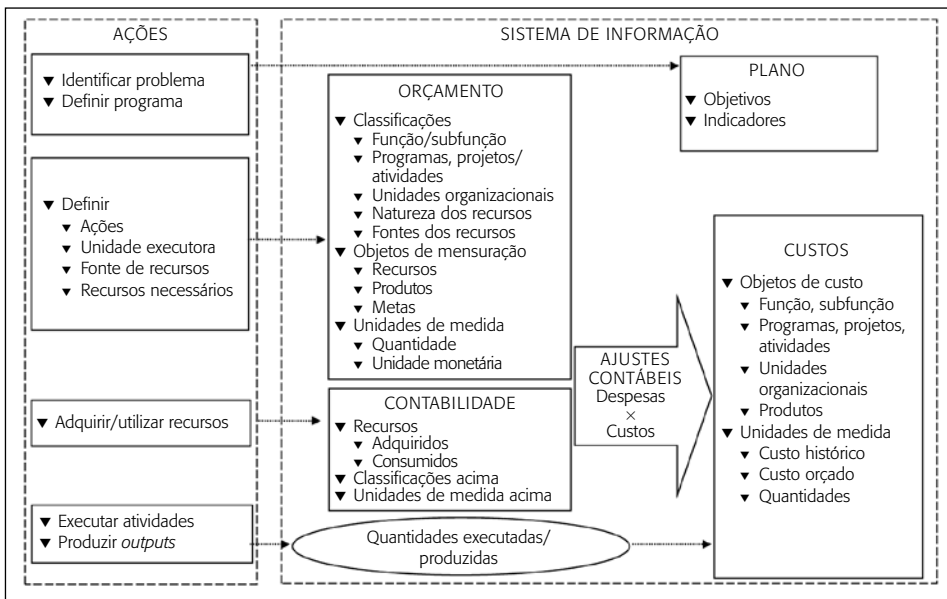 AÇÕES
▼ Identificar problema
▼ Definir programa
▼ Definir
▼ Ações
▼ Unidade executora
▼ Fonte de recursos
▼ Recursos necessários
▼ Adquirir/utilizar recursos
▼ Executar atividades
▼ Produzir outputs
SISTEMA DE INFORMAÇÃO
ORÇAMENTO
▼ Classificações
▼ Função/subfunção
▼ Programas, projetos/
atividades
▼ Unidades organizacionais
▼ Natureza dos recursos
▼ Fontes dos recursos
▼ Objetos de mensuração
▼ Recursos
▼ Produtos
▼ Metas
▼ Unidades de medida
▼ Quantidade
▼ Unidade monetária
CONTABILIDADE
▼ Recursos
▼ Adquiridos
▼ Consumidos
▼ Classificações acima
▼ Unidades de medida acima
Quantidades executadas/
produzidas
AJUSTES
CONTÁBEIS
Despesas
×
Custos
PLANO
▼ Objetivos
▼ Indicadores
CUSTOS
▼ Objetos de custo
▼ Função, subfunção
▼ Programas, projetos,
atividades
▼ Unidades
organizacionais
▼ Produtos
▼ Unidades de medida
▼ Custo histórico
▼ Custo orçado
▼ Quantidades